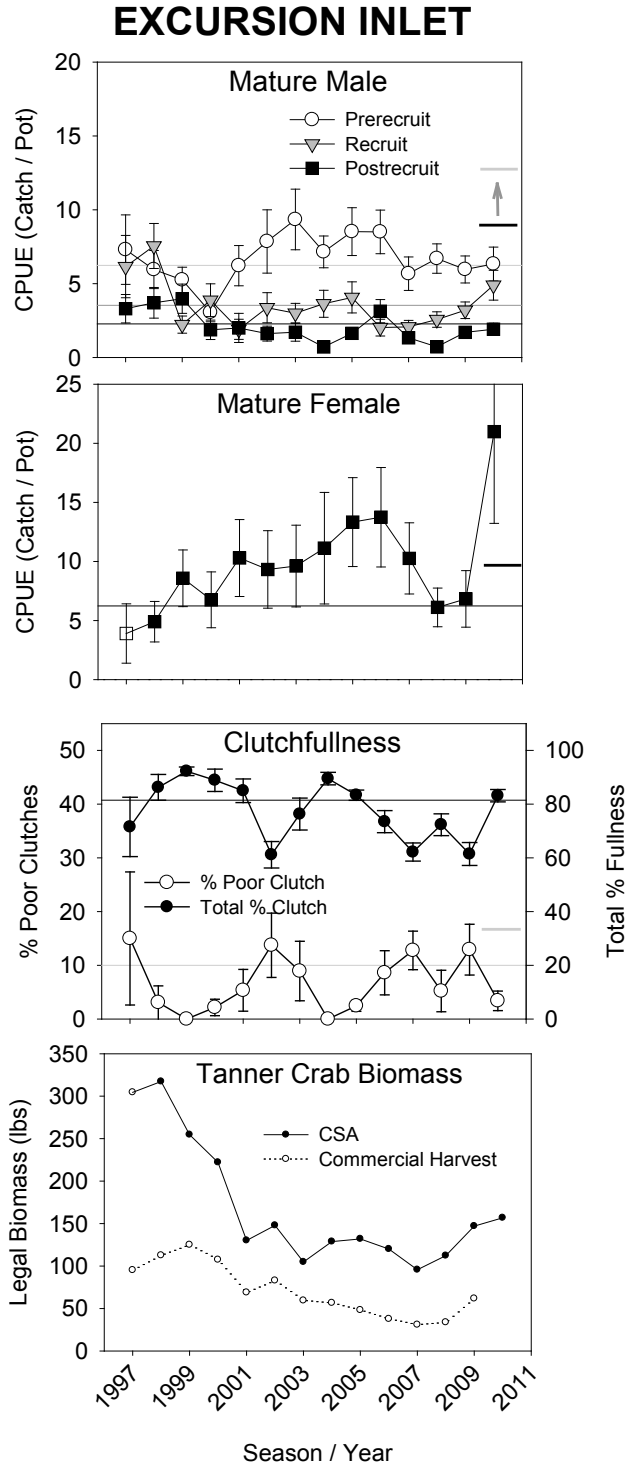 EXCURSION INLET
Mature Male
Prerecruit
Recruit
Postrecruit
CPUE (Catch / Pot)
20
15
10
5
0
Mature Female
CPUE (Catch / Pot)
25
20
15
10
5
0
Clutchfullness
% Poor Clutch
Total % Clutch
% Poor Clutches
50
40
30
20
10
0
Total % Fullness
100
80
60
40
20
0
Tanner Crab Biomass
CSA
Commercial Harvest
Legal Biomass (lbs)
350
300
250
200
150
100
50
0
1997 1999 2001 2003 2005 2007 2009 2011
Season / Year